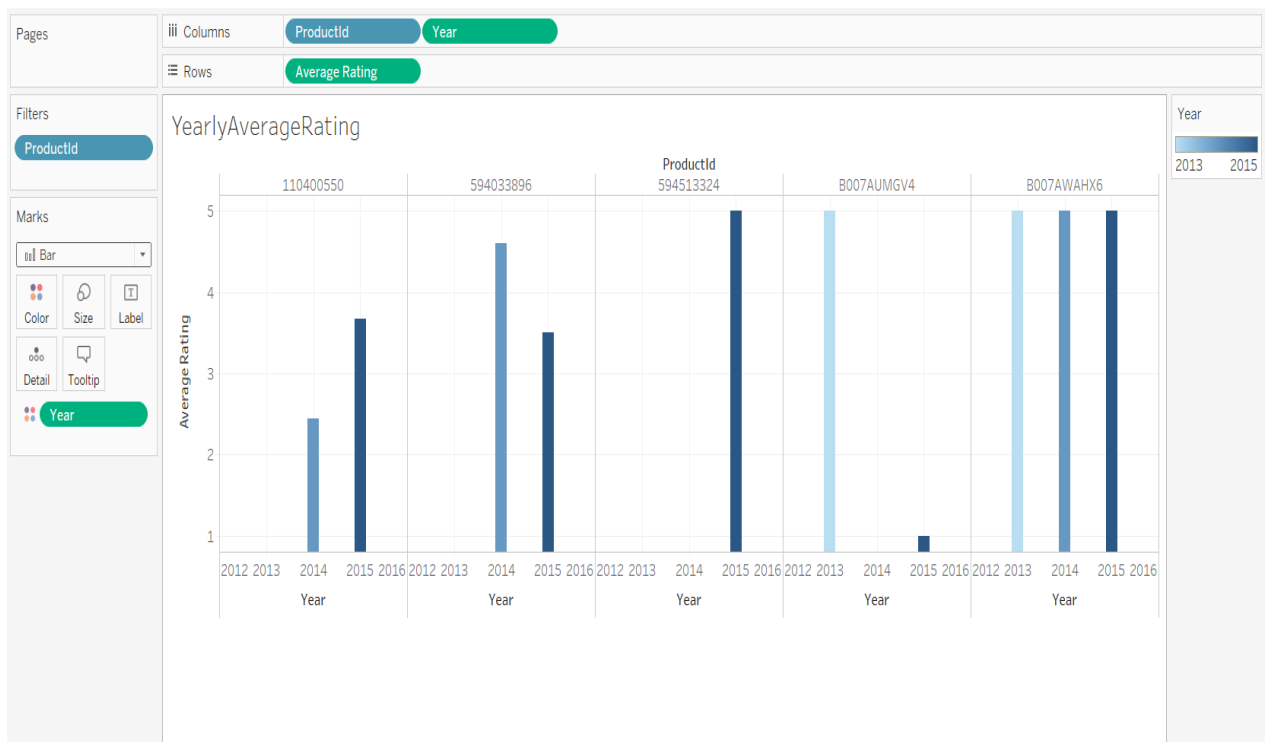 Pages
iii Columns
ProductId
Year
Rows
Average Rating
Filters
ProductId
Marks
Bar
Color
Size
Label
Detail
Tooltip
Year
YearlyAverageRating
ProductId
110400550
594033896
594513324
B007AUMGV4
B007AWAHX6
Average Rating
5
4
3
2
1
2012 2013 2014 2015 2016 2012 2013 2014 2015 2016 2012 2013 2014 2015 2016 2012 2013 2014 2015 2016 2012 2013 2014 2015 2016
Year Year Year Year Year
Year
2013 2015